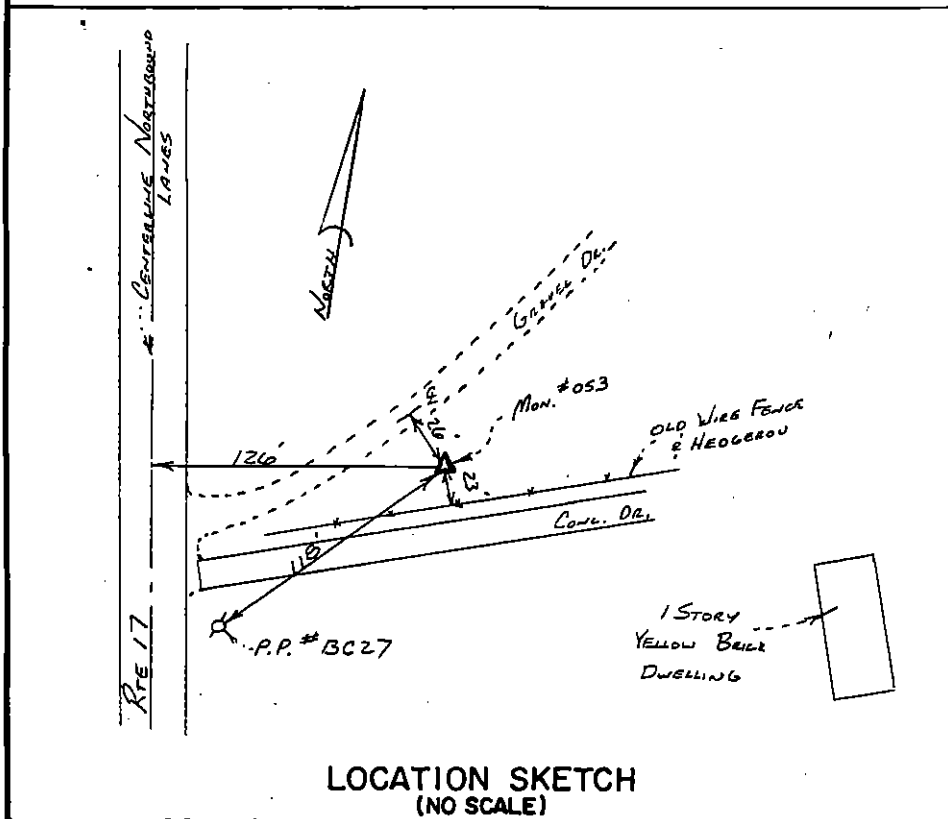 CENTERLINE NORTHBOUND
LANES
NORTH
GRAVEL DR.
MON. #053
26'
OLD WIRE FENCE
& HEDGEROW
126'
23'
CONC. DR.
118'
P.P. #BC27
1 STORY
YELLOW BRICK
DWELLING
RTE 17
LOCATION SKETCH
(NO SCALE)